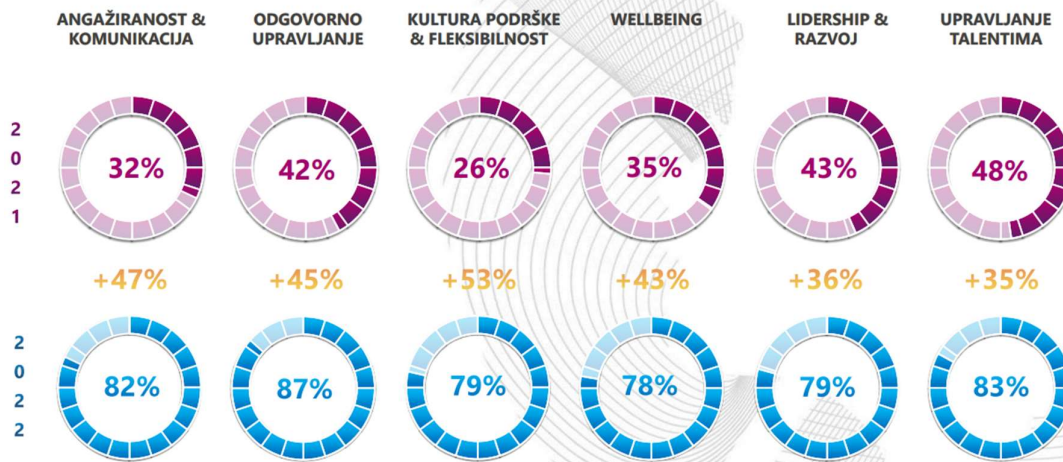 ANGAŽIRANOST &
KOMUNIKACIJA
ODGOVORNO
UPRAVLJANJE
KULTURA PODRŠKE
& FLEKSIBILNOST
WELLBEING
LIDERSHIP &
RAZVOJ
UPRAVLJANJE
TALENTIMA
2
0
2
1
32%
42%
26%
35%
43%
48%
+47%
+45%
+53%
+43%
+36%
+35%
2
0
2
2
82%
87%
79%
78%
79%
83%